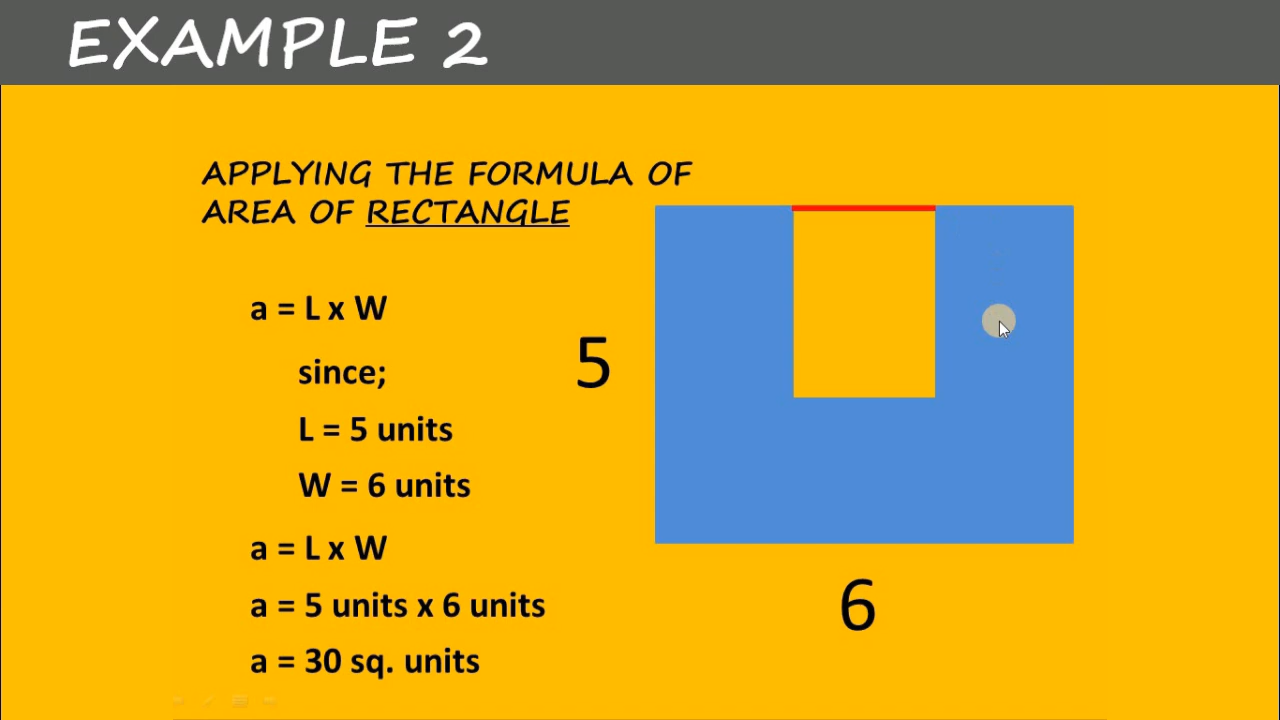 EXAMPLE 2
APPLYING THE FORMULA OF
AREA OF RECTANGLE
a = L x W
since;
L = 5 units
W = 6 units
a = L x W
a = 5 units x 6 units
a = 30 sq. units
5
6